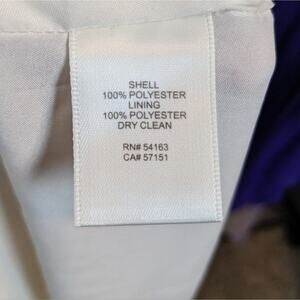 SHELL
100% POLYESTER
LINING
100% POLYESTER
DRY CLEAN
RN# 54163
CA# 57151